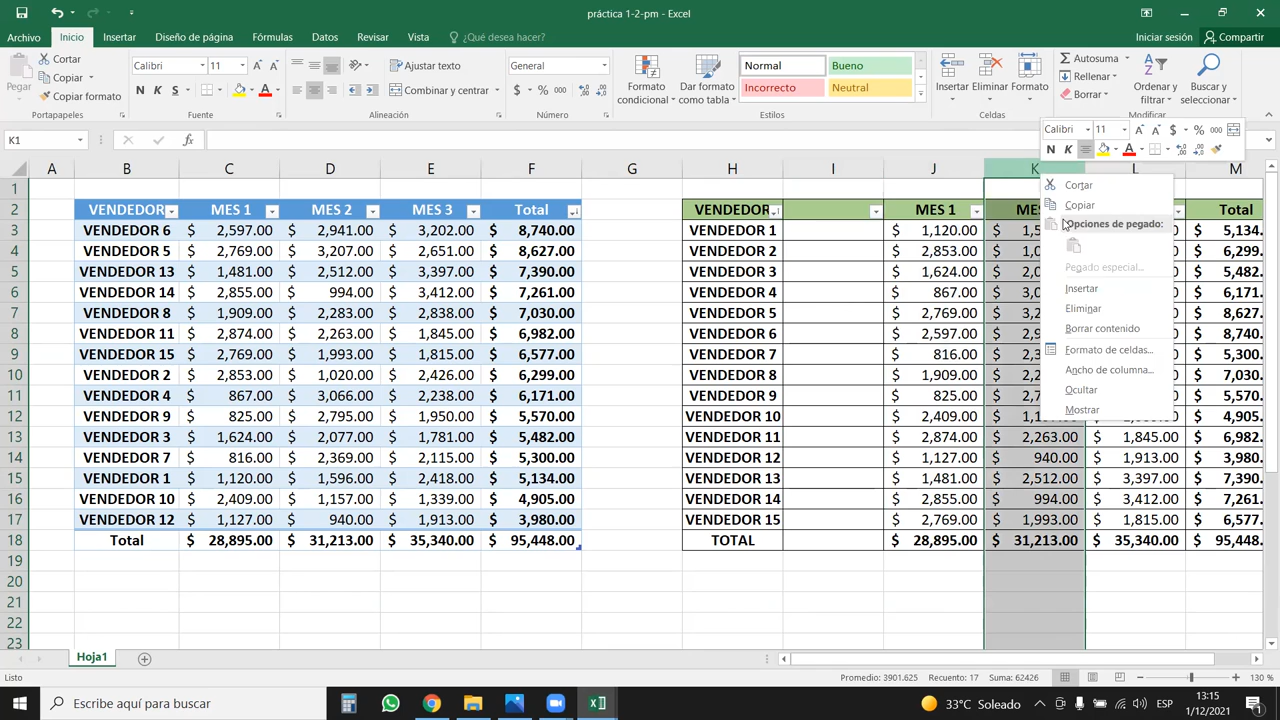 práctica 1-2-pm - Excel
Archivo Inicio Insertar Diseño de página Fórmulas Datos Revisar Vista ¿Qué desea hacer? Iniciar sesión Compartir
Pegar Cortar Copiar Copiar formato Portapapeles
Calibri 11 N K S Fuente
Ajustar texto Combinar y centrar Alineación
General $ % 000 Número
Formato condicional Dar formato como tabla Normal Bueno Incorrecto Neutral Estilos
Insertar Eliminar Formato Celdas
Autosuma Rellenar Borrar Ordenar y filtrar Buscar y seleccionar Modificar
K1 fx
Calibri 11 $ % 000
N K A
A B C D E F G H I J K L M
1
2 VENDEDOR MES 1 MES 2 MES 3 Total VENDEDOR MES 1 ME Total
3 VENDEDOR 6 $ 2,597.00 $ 2,941.00 $ 3,202.00 $ 8,740.00 VENDEDOR 1 $ 1,120.00 $ $ 5,134.
4 VENDEDOR 5 $ 2,769.00 $ 3,207.00 $ 2,651.00 $ 8,627.00 VENDEDOR 2 $ 2,853.00 $ $ 6,299.
5 VENDEDOR 13 $ 1,481.00 $ 2,512.00 $ 3,397.00 $ 7,390.00 VENDEDOR 3 $ 1,624.00 $ $ 5,482.
6 VENDEDOR 14 $ 2,855.00 $ 994.00 $ 3,412.00 $ 7,261.00 VENDEDOR 4 $ 867.00 $ $ 6,171.
7 VENDEDOR 8 $ 1,909.00 $ 2,283.00 $ 2,838.00 $ 7,030.00 VENDEDOR 5 $ 2,769.00 $ $ 8,627.
8 VENDEDOR 11 $ 2,874.00 $ 2,263.00 $ 1,845.00 $ 6,982.00 VENDEDOR 6 $ 2,597.00 $ $ 8,740.
9 VENDEDOR 15 $ 2,769.00 $ 1,993.00 $ 1,815.00 $ 6,577.00 VENDEDOR 7 $ 816.00 $ $ 5,300.
10 VENDEDOR 2 $ 2,853.00 $ 1,020.00 $ 2,426.00 $ 6,299.00 VENDEDOR 8 $ 1,909.00 $ $ 7,030.
11 VENDEDOR 4 $ 867.00 $ 3,066.00 $ 2,238.00 $ 6,171.00 VENDEDOR 9 $ 825.00 $ $ 5,570.
12 VENDEDOR 9 $ 825.00 $ 2,795.00 $ 1,950.00 $ 5,570.00 VENDEDOR 10 $ 2,409.00 $ $ 4,905.
13 VENDEDOR 3 $ 1,624.00 $ 2,077.00 $ 1,781.00 $ 5,482.00 VENDEDOR 11 $ 2,874.00 $ 2,263.00 $ 1,845.00 $ 6,982.
14 VENDEDOR 7 $ 816.00 $ 2,369.00 $ 2,115.00 $ 5,300.00 VENDEDOR 12 $ 1,127.00 $ 940.00 $ 1,913.00 $ 3,980.
15 VENDEDOR 1 $ 1,120.00 $ 1,596.00 $ 2,418.00 $ 5,134.00 VENDEDOR 13 $ 1,481.00 $ 2,512.00 $ 3,397.00 $ 7,390.
16 VENDEDOR 10 $ 2,409.00 $ 1,157.00 $ 1,339.00 $ 4,905.00 VENDEDOR 14 $ 2,855.00 $ 994.00 $ 3,412.00 $ 7,261.
17 VENDEDOR 12 $ 1,127.00 $ 940.00 $ 1,913.00 $ 3,980.00 VENDEDOR 15 $ 2,769.00 $ 1,993.00 $ 1,815.00 $ 6,577.
18 Total $ 28,895.00 $ 31,213.00 $ 35,340.00 $ 95,448.00 TOTAL $ 28,895.00 $ 31,213.00 $ 35,340.00 $ 95,448.
19
20
21
22
23
Cortar
Copiar
Opciones de pegado:
Pegado especial...
Insertar
Eliminar
Borrar contenido
Formato de celdas...
Ancho de columna...
Ocultar
Mostrar
Hoja1
Listo Promedio: 3901.625 Recuento: 17 Suma: 62426 130 %
Escribe aquí para buscar 33°C Soleado ESP 13:15
1/12/2021